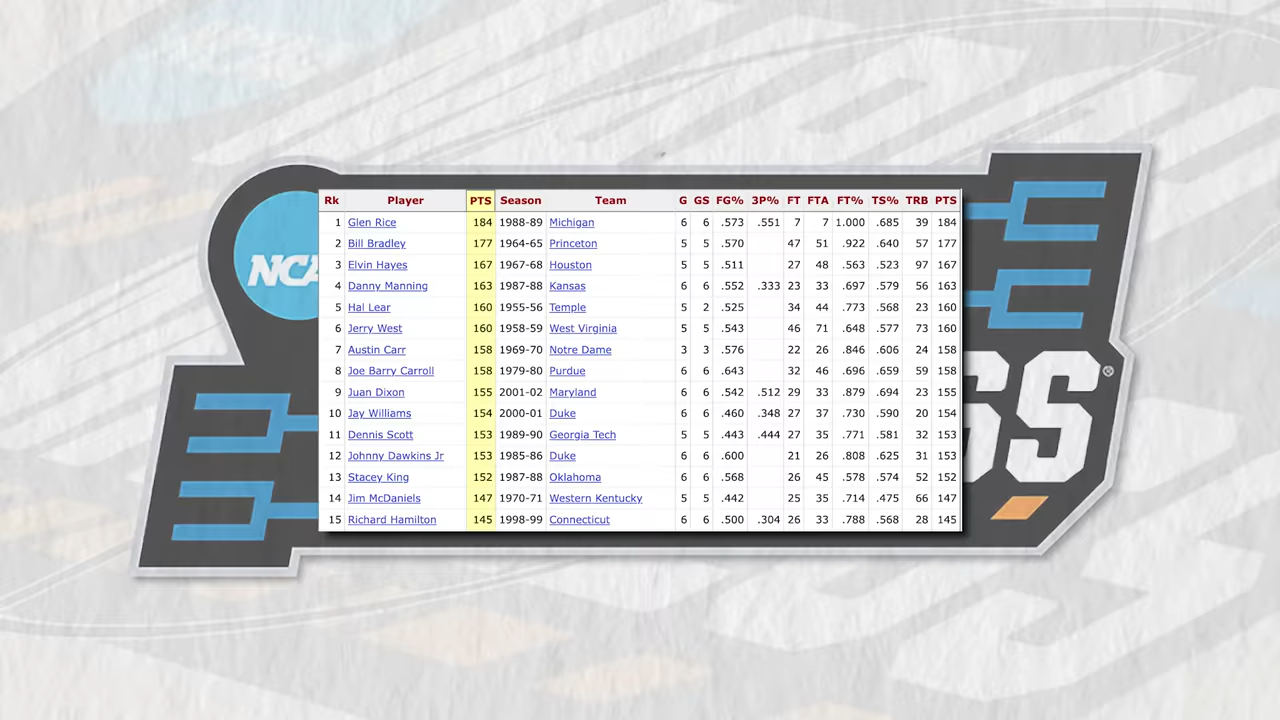 NCA
Rk Player PTS Season Team G GS FG% 3P% FT FTA FT% TS% TRB PTS
1 Glen Rice 184 1988-89 Michigan 6 6 .573 .551 7 7 1.000 .685 39 184
2 Bill Bradley 177 1964-65 Princeton 5 5 .570 47 51 .922 .640 57 177
3 Elvin Hayes 167 1967-68 Houston 5 5 .511 27 48 .563 .523 97 167
4 Danny Manning 163 1987-88 Kansas 6 6 .552 .333 23 33 .697 .579 56 163
5 Hal Lear 160 1955-56 Temple 5 2 .525 34 44 .773 .568 23 160
6 Jerry West 160 1958-59 West Virginia 5 5 .543 46 71 .648 .577 73 160
7 Austin Carr 158 1969-70 Notre Dame 3 3 .576 22 26 .846 .606 24 158
8 Joe Barry Carroll 158 1979-80 Purdue 6 6 .643 32 46 .696 .659 59 158
9 Juan Dixon 155 2001-02 Maryland 6 6 .542 .512 29 33 .879 .694 23 155
10 Jay Williams 154 2000-01 Duke 6 6 .460 .348 27 37 .730 .590 20 154
11 Dennis Scott 153 1989-90 Georgia Tech 5 5 .443 .444 27 35 .771 .581 32 153
12 Johnny Dawkins Jr 153 1985-86 Duke 6 6 .600 21 26 .808 .625 31 153
13 Stacey King 152 1987-88 Oklahoma 6 6 .568 26 45 .578 .574 52 152
14 Jim McDaniels 147 1970-71 Western Kentucky 5 5 .442 25 35 .714 .475 66 147
15 Richard Hamilton 145 1998-99 Connecticut 6 6 .500 .304 26 33 .788 .568 28 145
SS®